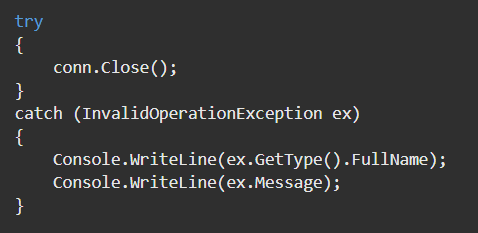 try
{
    conn.Close();
}
catch (InvalidOperationException ex)
{
    Console.WriteLine(ex.GetType().FullName);
    Console.WriteLine(ex.Message);
}